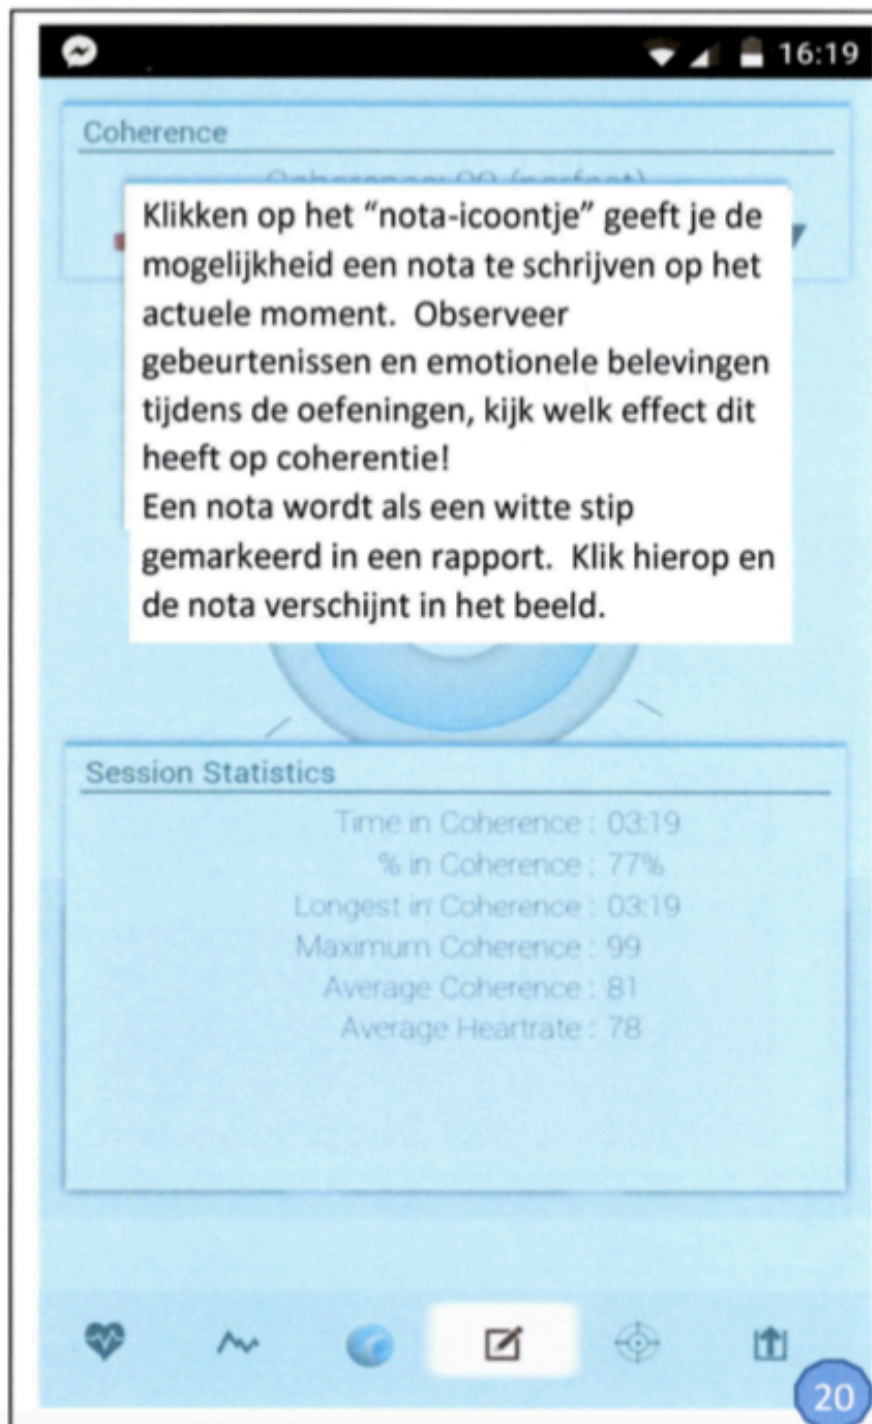 16:19
Coherence
Klikken op het “nota-icoontje” geeft je de
mogelijkheid een nota te schrijven op het
actuele moment.  Observeer
gebeurtenissen en emotionele belevingen
tijdens de oefeningen, kijk welk effect dit
heeft op coherentie!
Een nota wordt als een witte stip
gemarkeerd in een rapport.  Klik hierop en
de nota verschijnt in het beeld.
Session Statistics
Time in Coherence : 03:19
% in Coherence : 77%
Longest in Coherence : 03:19
Maximum Coherence : 99
Average Coherence : 81
Average Heartrate : 78
20